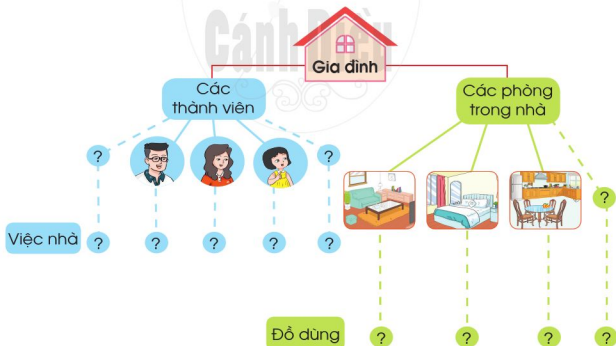 Cánh Diều
Gia đình
Các
thành viên
Các phòng
trong nhà
?
?
?
Việc nhà
?
?
?
?
?
Đồ dùng
?
?
?
?